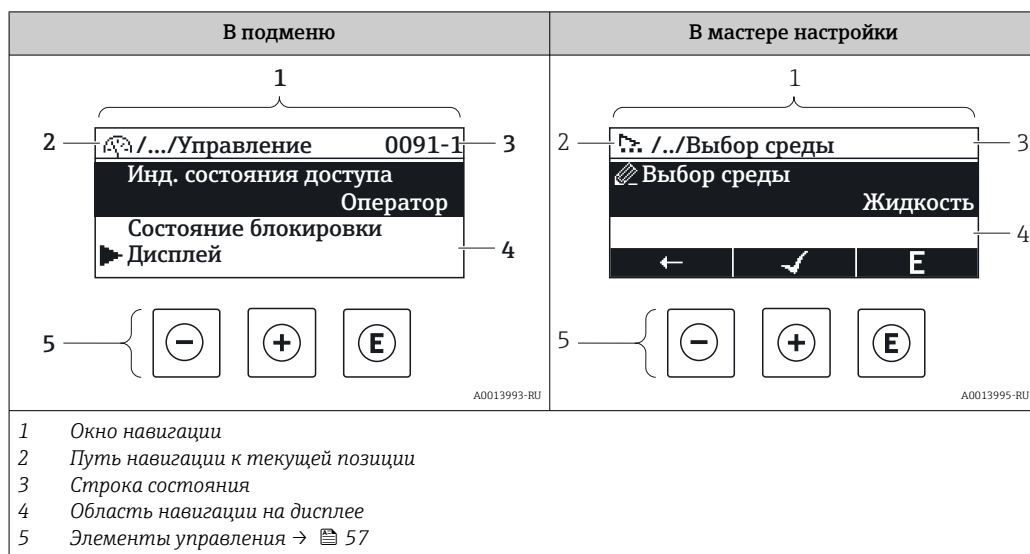 В подменю
В мастере настройки
1
2
/.../Управление 0091-1
3
Инд. состояния доступа
Оператор
Состояние блокировки
Дисплей
4
5
E
A0013993-RU
1
2
/../Выбор среды
3
Выбор среды
Жидкость
4
E
5
E
A0013995-RU
1 Окно навигации
2 Путь навигации к текущей позиции
3 Строка состояния
4 Область навигации на дисплее
5 Элементы управления → 57